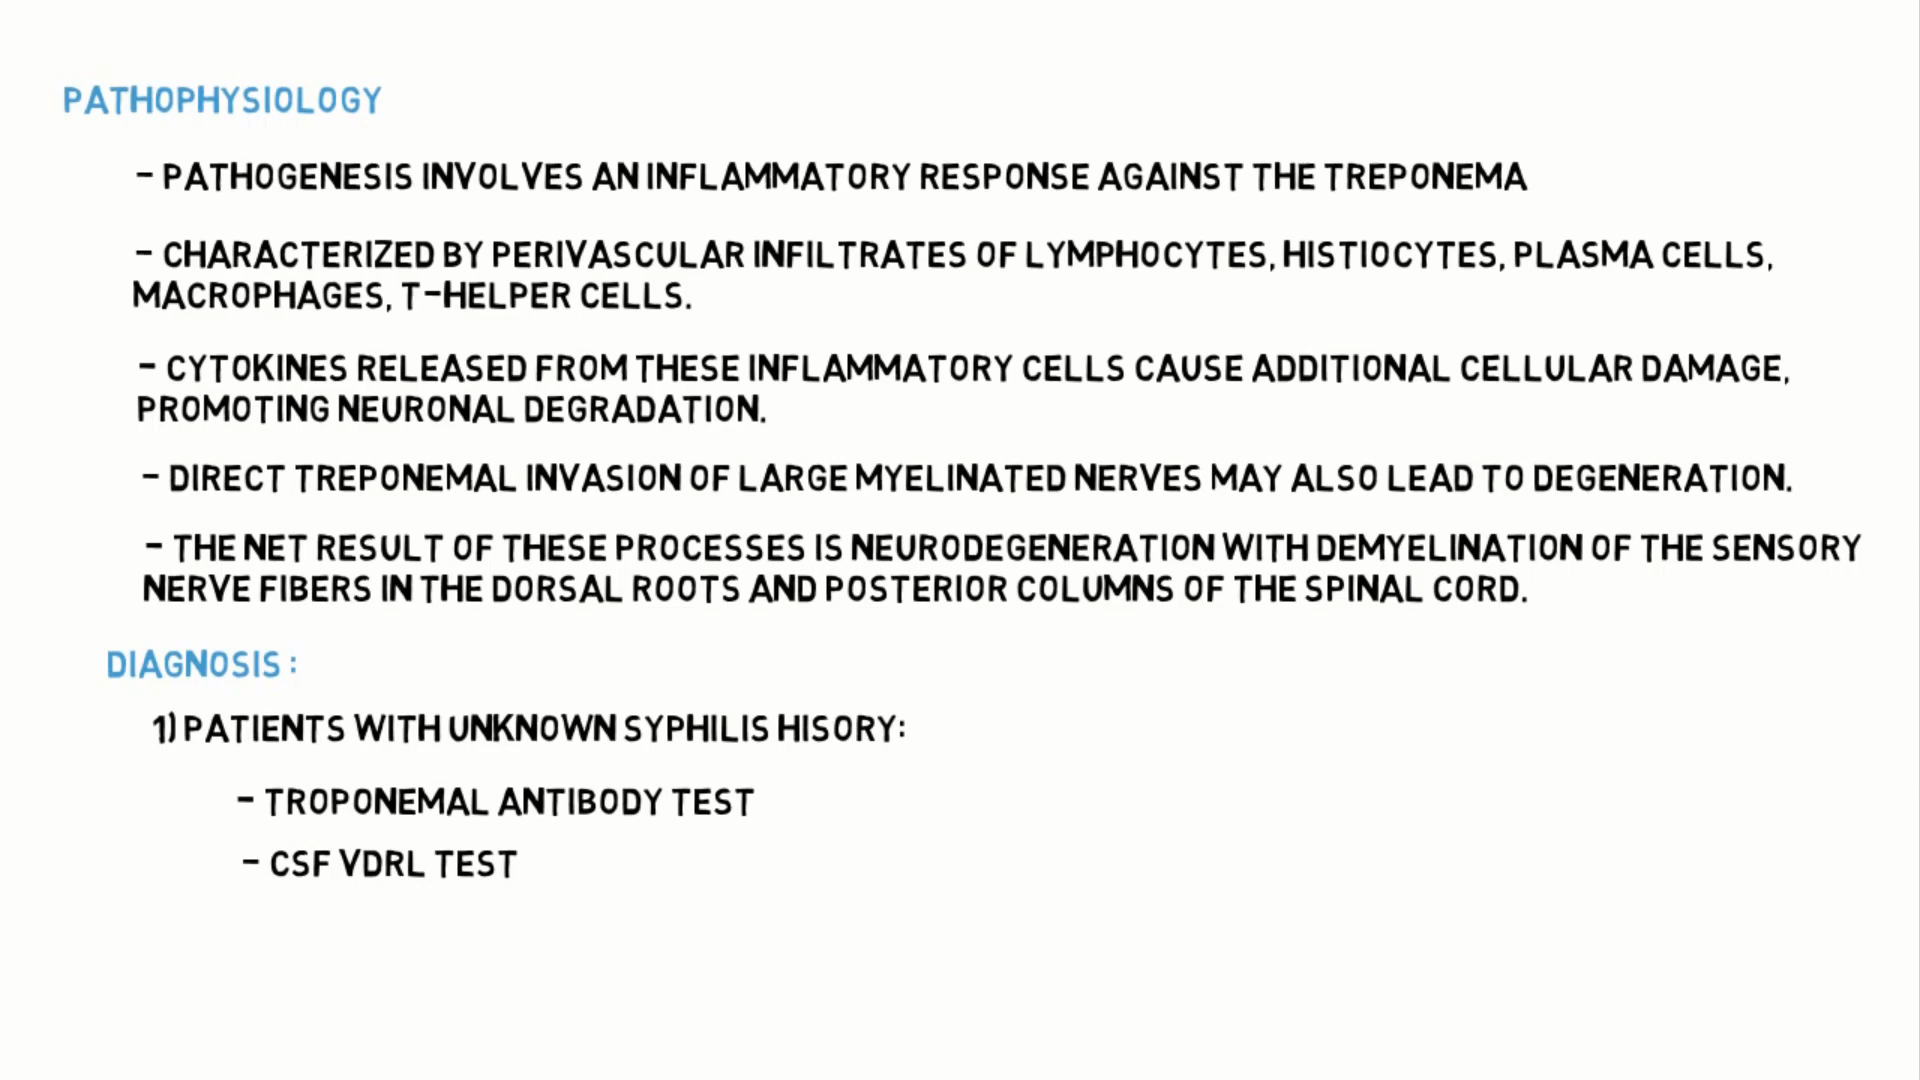 PATHOPHYSIOLOGY
- PATHOGENESIS INVOLVES AN INFLAMMATORY RESPONSE AGAINST THE TREPONEMA
- CHARACTERIZED BY PERIVASCULAR INFILTRATES OF LYMPHOCYTES, HISTIOCYTES, PLASMA CELLS,
MACROPHAGES, T-HELPER CELLS.
- CYTOKINES RELEASED FROM THESE INFLAMMATORY CELLS CAUSE ADDITIONAL CELLULAR DAMAGE,
PROMOTING NEURONAL DEGRADATION.
- DIRECT TREPONEMAL INVASION OF LARGE MYELINATED NERVES MAY ALSO LEAD TO DEGENERATION.
- THE NET RESULT OF THESE PROCESSES IS NEURODEGENERATION WITH DEMYELINATION OF THE SENSORY
NERVE FIBERS IN THE DORSAL ROOTS AND POSTERIOR COLUMNS OF THE SPINAL CORD.
DIAGNOSIS :
1) PATIENTS WITH UNKNOWN SYPHILIS HISORY:
- TROPONEMAL ANTIBODY TEST
- CSF VDRL TEST